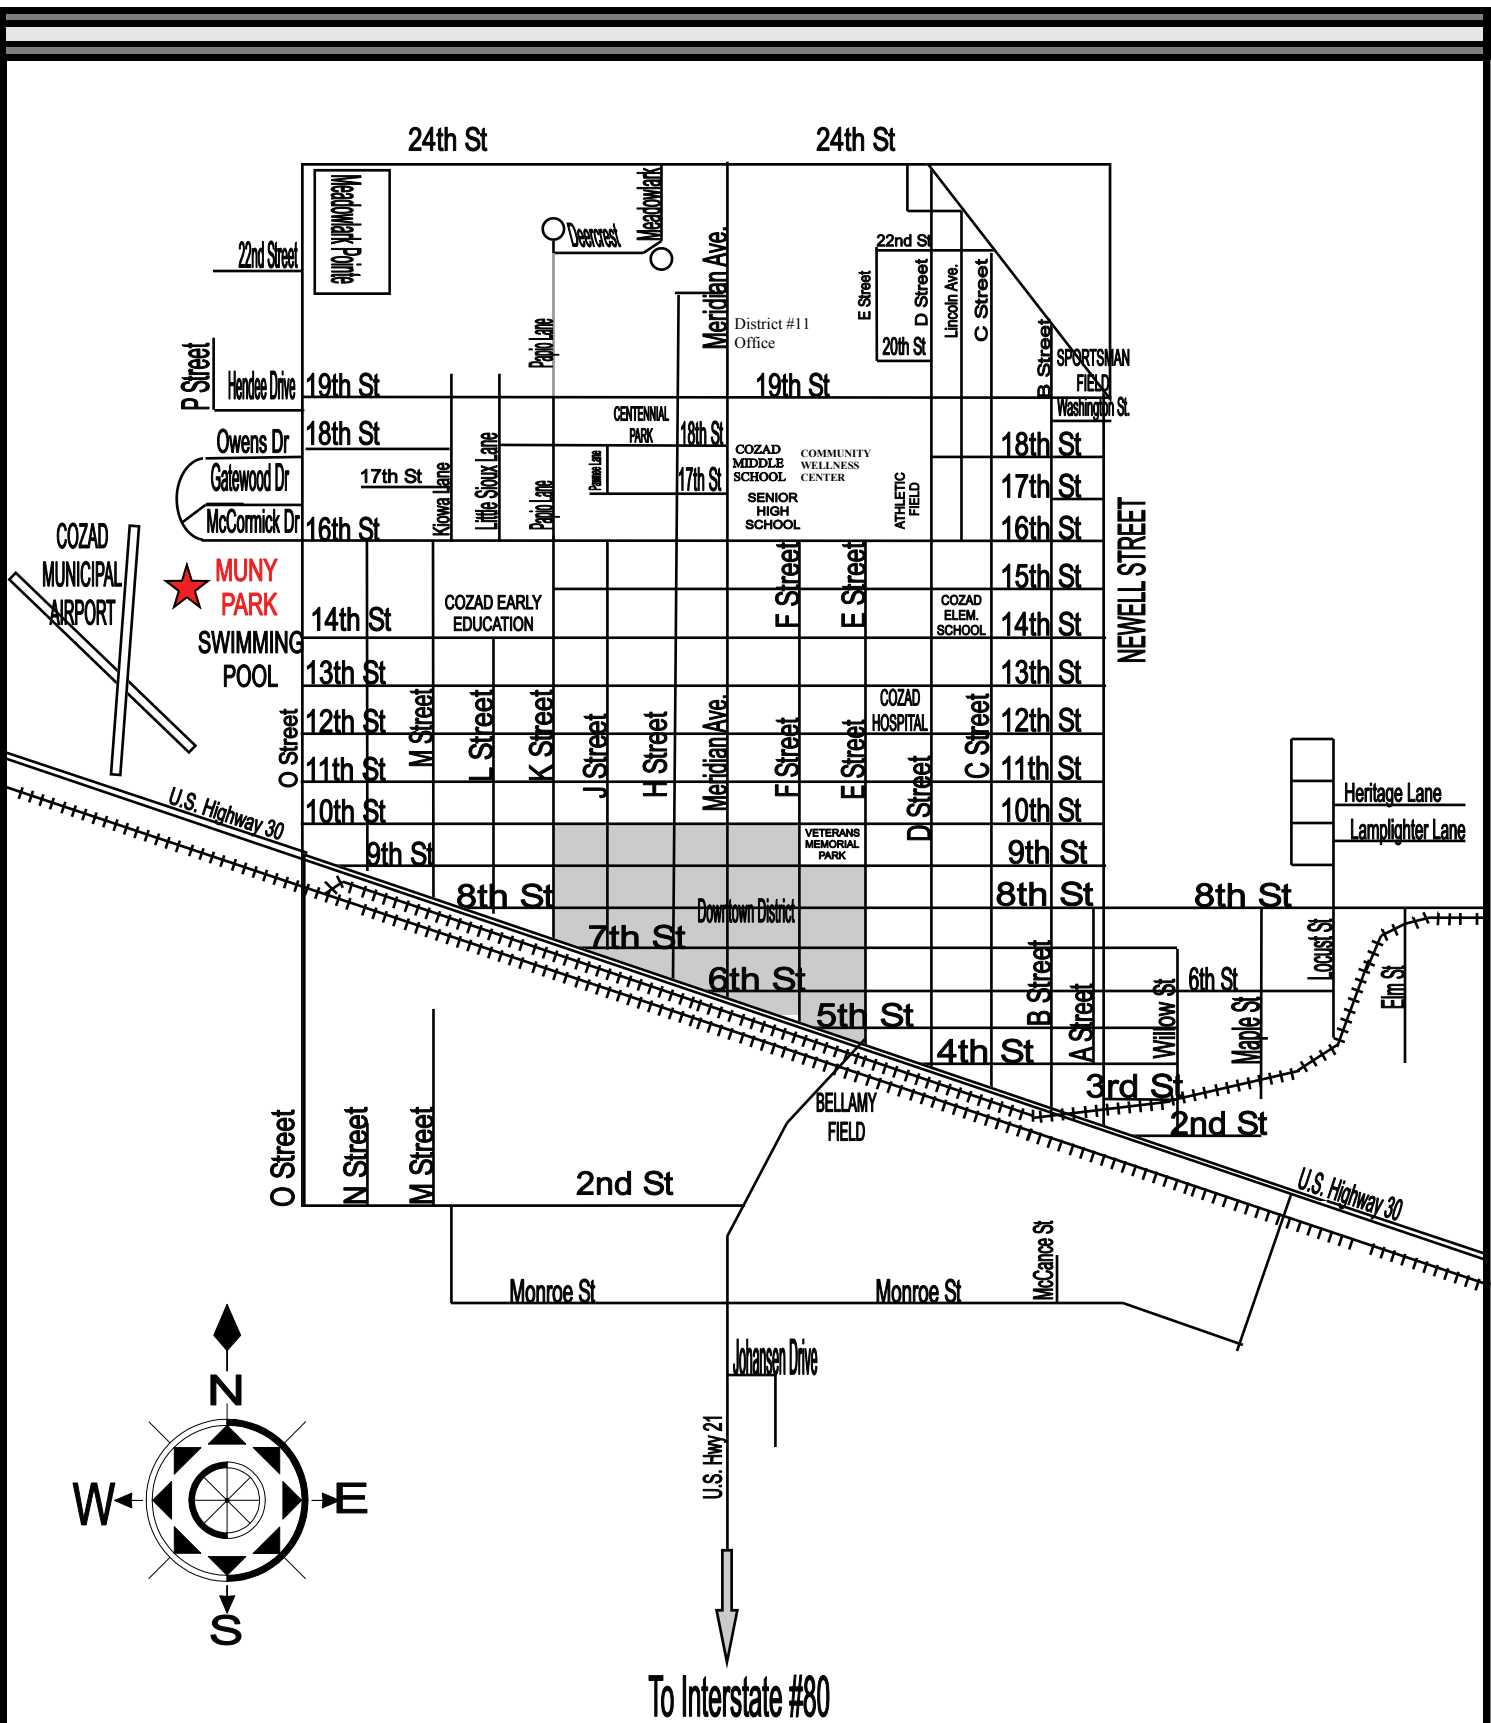 24th St
24th St
Meadowlark Pointe
Meadowlark
Deercrest
22nd Street
Meridian Ave.
22nd St
E Street
D Street
Lincoln Ave.
C Street
District #11
Office
Papio Lane
20th St
B Street
SPORTSMAN
FIELD
P Street
Hendee Drive
19th St
19th St
Washington St.
CENTENNIAL
PARK
Owens Dr
18th St
18th St
18th St
COZAD
MIDDLE
SCHOOL
COMMUNITY
WELLNESS
CENTER
Gatewood Dr
17th St
Kiowa Lane
Little Sioux Lane
Papio Lane
Pawnee Lane
17th St
17th St
SENIOR
HIGH
SCHOOL
ATHLETIC
FIELD
McCormick Dr
16th St
16th St
NEWELL STREET
COZAD
MUNICIPAL
AIRPORT
MUNY
PARK
F Street
E Street
15th St
COZAD EARLY
EDUCATION
COZAD
ELEM.
SCHOOL
14th St
14th St
SWIMMING
POOL
13th St
13th St
O Street
12th St
M Street
L Street
K Street
J Street
H Street
Meridian Ave.
F Street
E Street
COZAD
HOSPITAL
D Street
C Street
12th St
11th St
11th St
U.S. Highway 30
10th St
10th St
Heritage Lane
Lamplighter Lane
9th St
VETERANS
MEMORIAL
PARK
9th St
8th St
Downtown District
8th St
8th St
7th St
Locust St
6th St
B Street
A Street
Willow St
6th St
Maple St
Elm St
5th St
4th St
3rd St
BELLAMY
FIELD
2nd St
O Street
N Street
M Street
2nd St
U.S. Highway 30
McCance St
Monroe St
Monroe St
Johansen Drive
U.S. Hwy 21
N
W
E
S
To Interstate #80